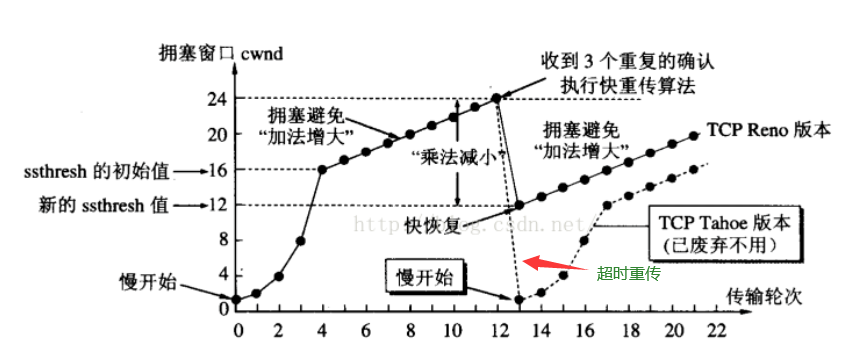 拥塞窗口 cwnd
收到 3 个重复的确认
执行快重传算法
24
拥塞避免
“加法增大”
20
拥塞避免
“加法增大”
TCP Reno 版本
ssthresh 的初始值
16
“乘法减小”
新的 ssthresh 值
12
快恢复
TCP Tahoe 版本
(已废弃不用)
8
4
慢开始
慢开始
超时重传
传输轮次
0
0 2 4 6 8 10 12 14 16 18 20 22